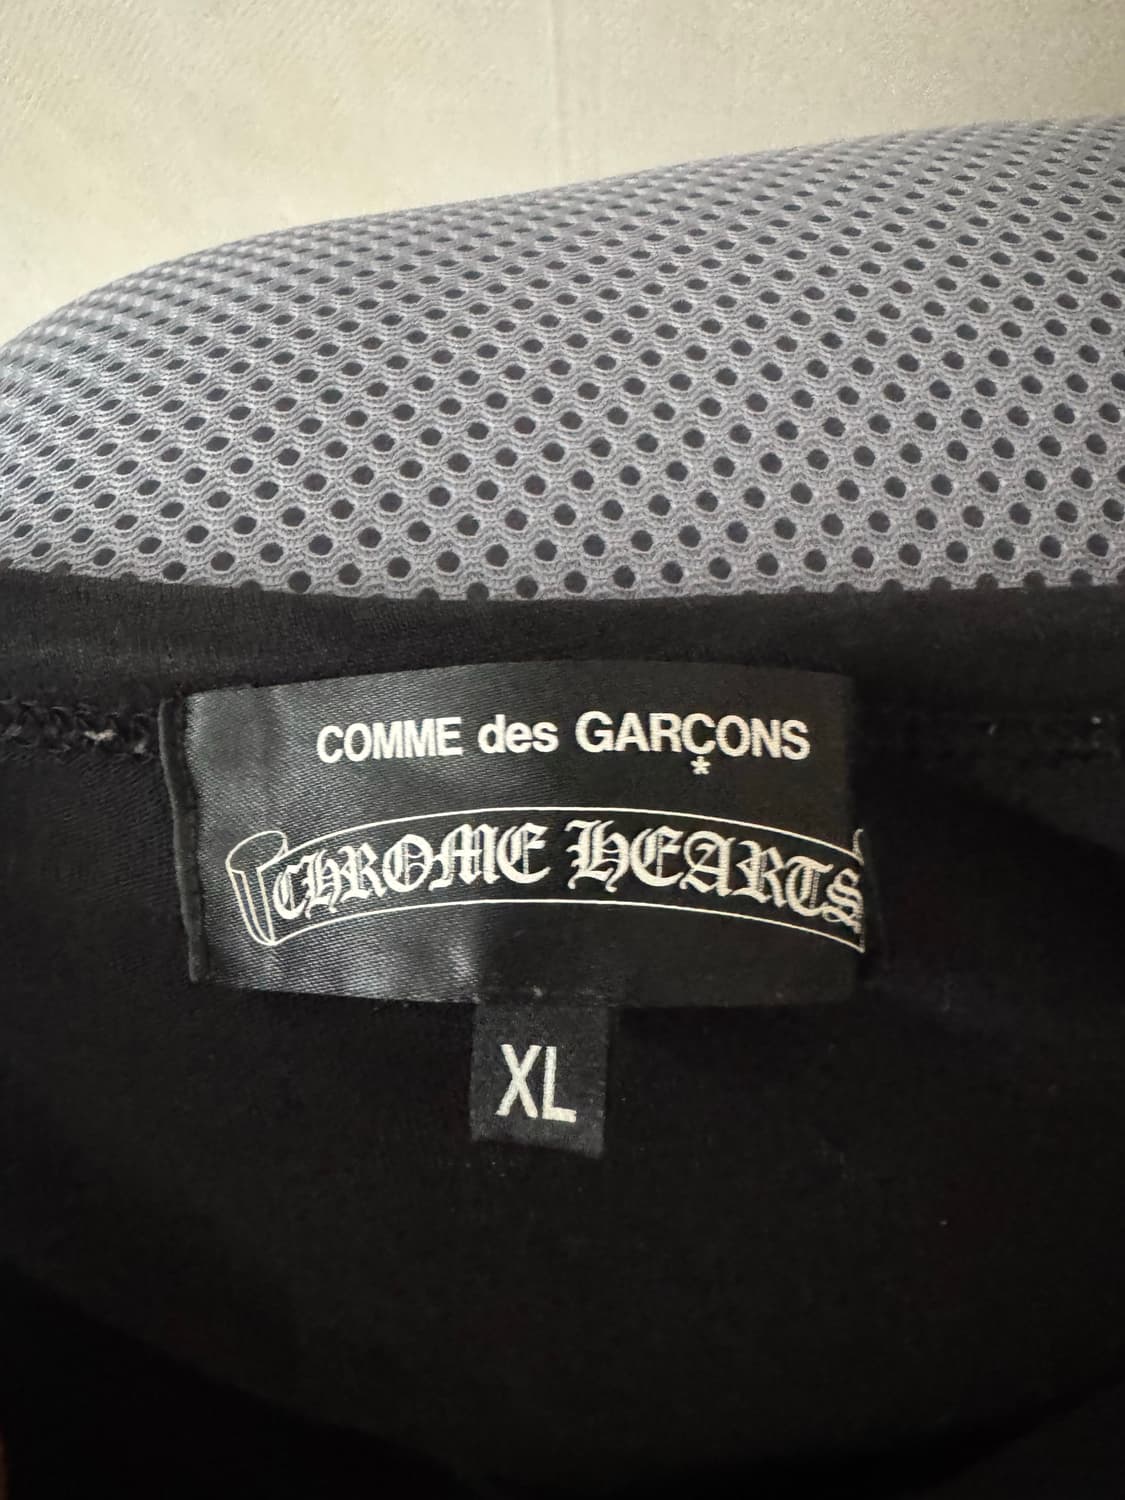 COMME des GARÇONS
*
CHROME HEARTS
XL